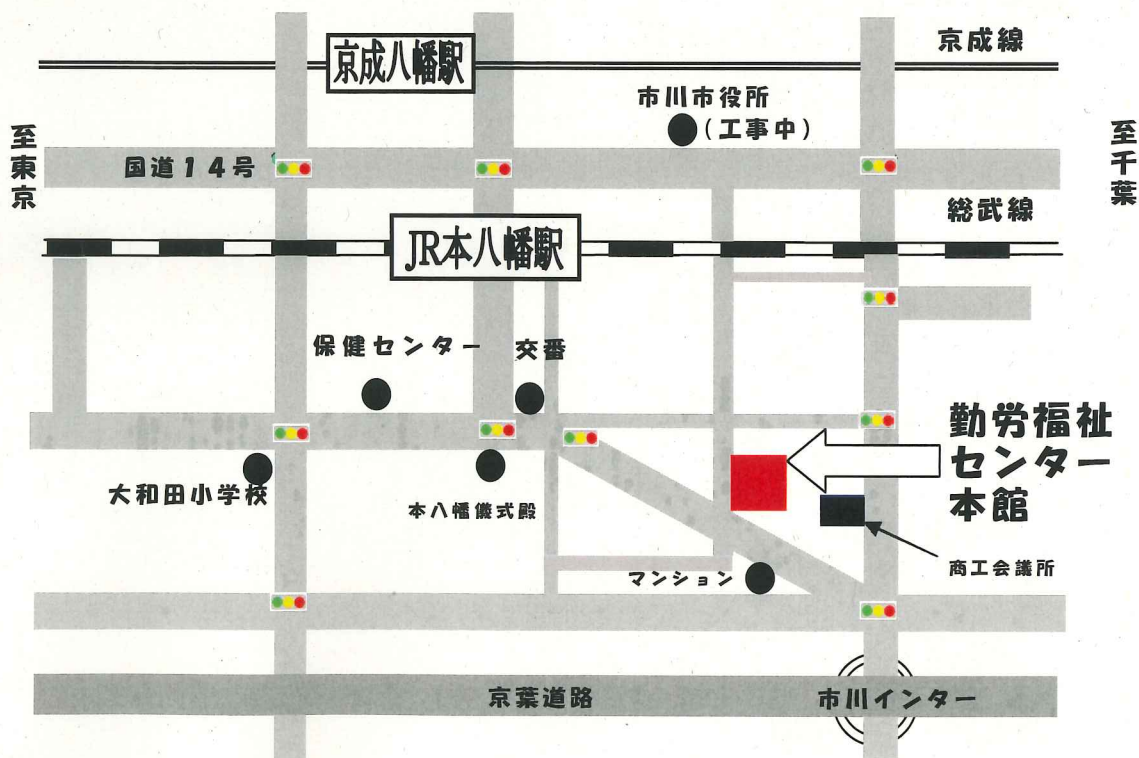 京成線
京成八幡駅
市川市役所
(工事中)
至東京
至千葉
国道14号
総武線
JR本八幡駅
保健センター
交番
勤労福祉
センター
本館
大和田小学校
本八幡儀式殿
商工会議所
マンション
京葉道路
市川インター